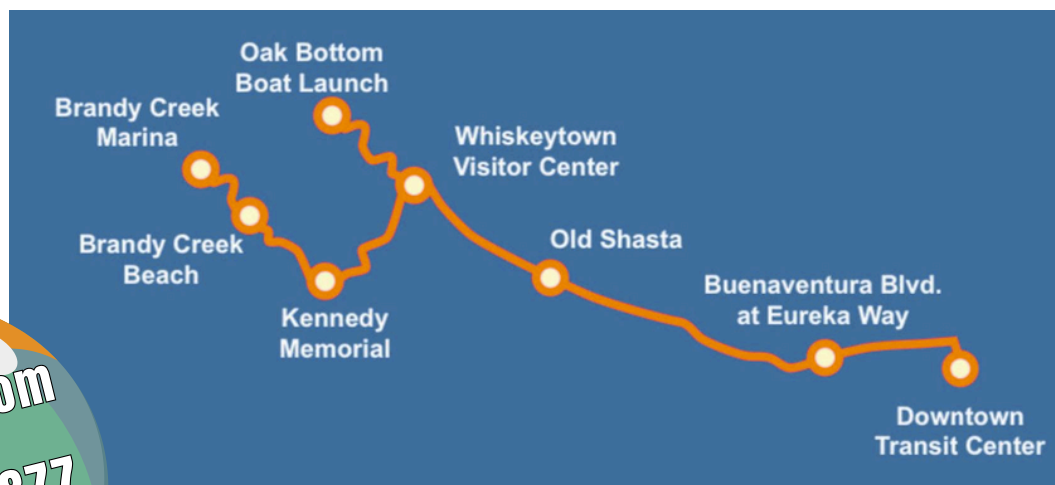 Oak Bottom
Boat Launch
Brandy Creek
Marina
Whiskeytown
Visitor Center
Brandy Creek
Beach
Old Shasta
Buenaventura Blvd.
at Eureka Way
Kennedy
Memorial
Downtown
Transit Center